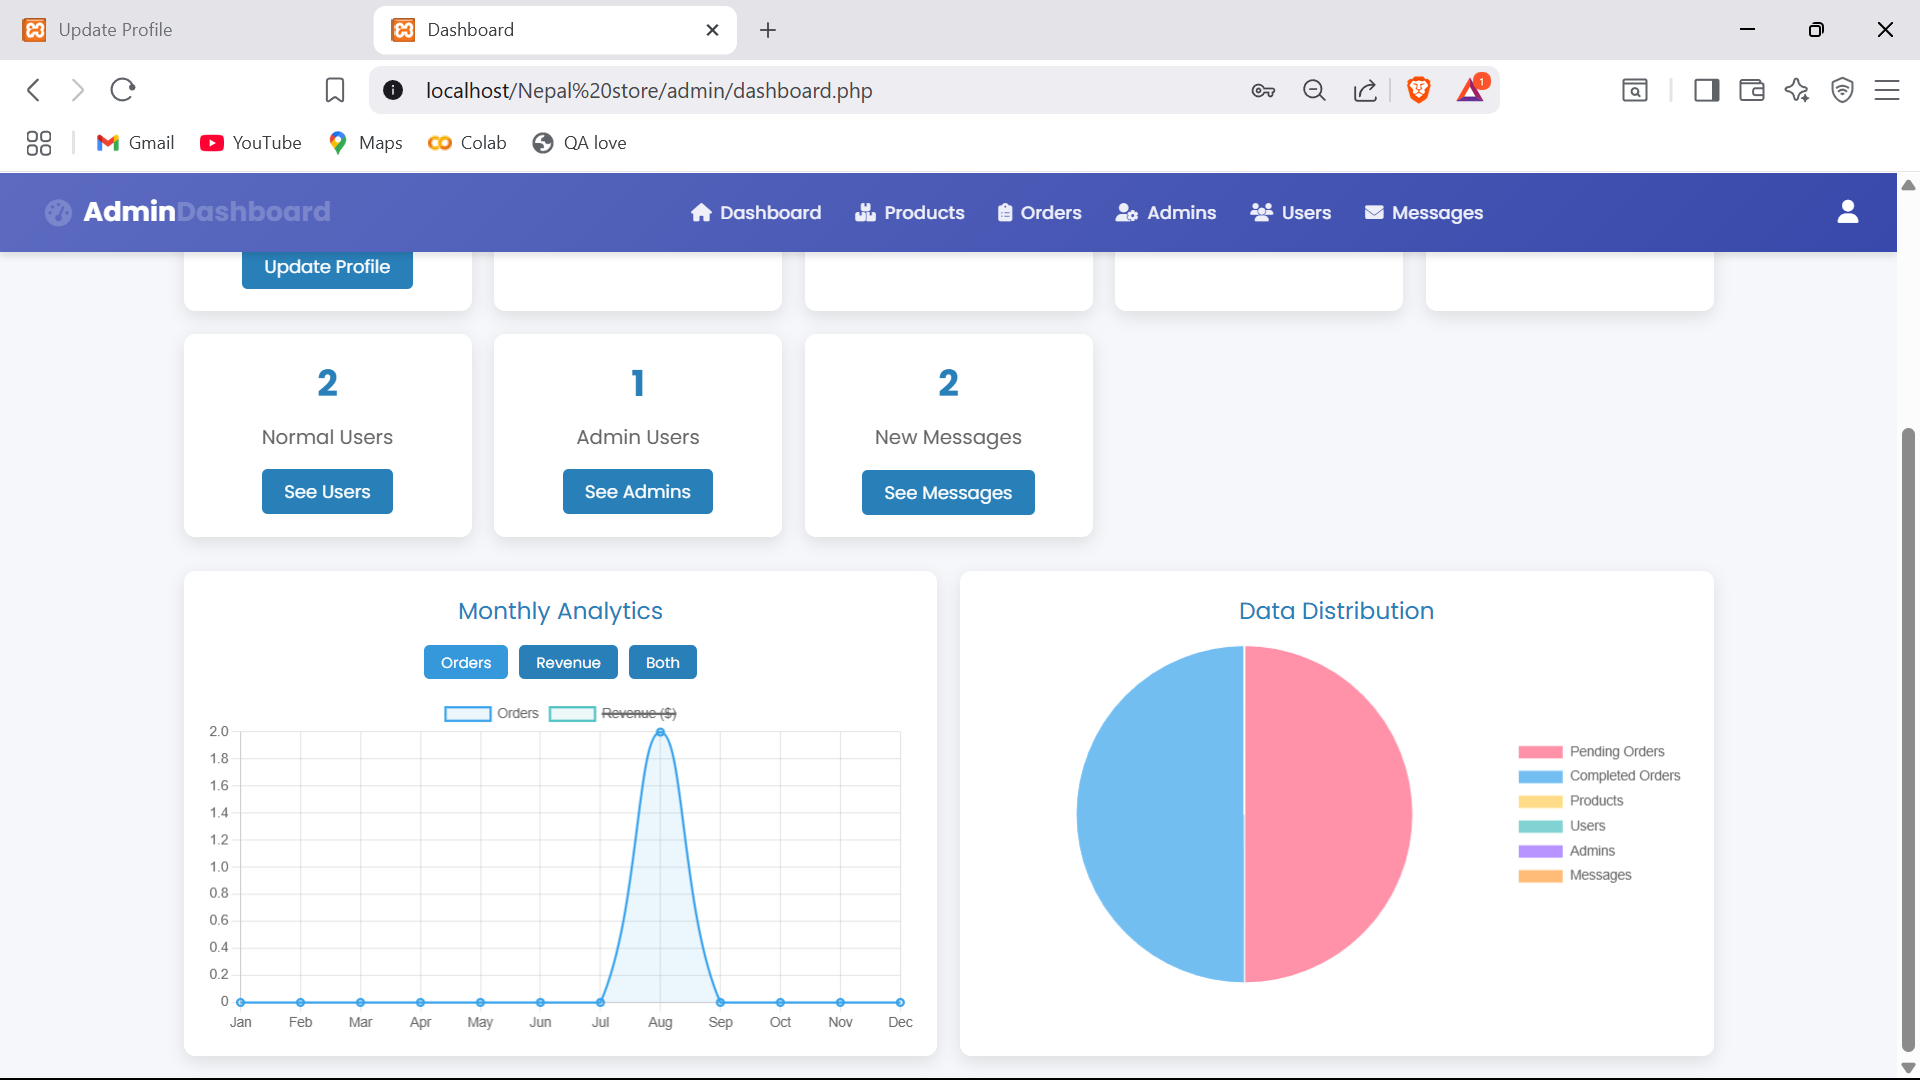 Update Profile
Dashboard
localhost/Nepal%20store/admin/dashboard.php
1
Gmail
YouTube
Maps
Colab
QA love
AdminDashboard
Dashboard
Products
Orders
Admins
Users
Messages
Update Profile
2
Normal Users
See Users
1
Admin Users
See Admins
2
New Messages
See Messages
Monthly Analytics
Orders
Revenue
Both
Orders
Revenue ($)
2.0
1.8
1.6
1.4
1.2
1.0
0.8
0.6
0.4
0.2
0
Jan
Feb
Mar
Apr
May
Jun
Jul
Aug
Sep
Oct
Nov
Dec
Data Distribution
Pending Orders
Completed Orders
Products
Users
Admins
Messages